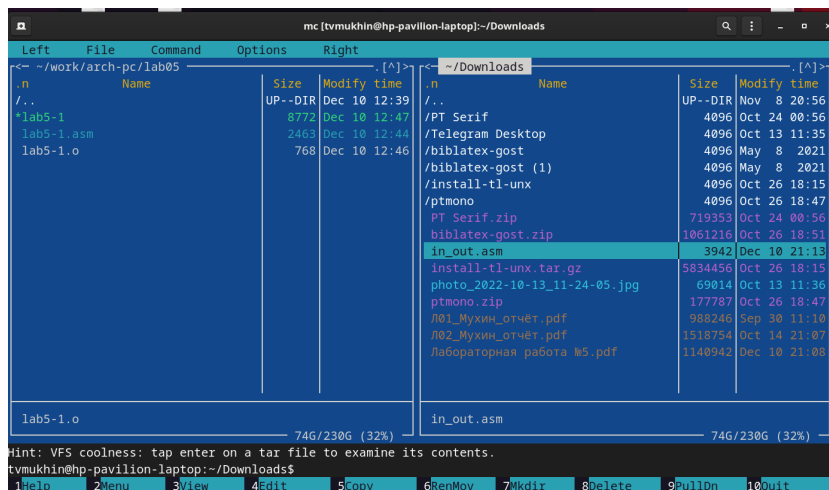 mc [tvmukhin@hp-pavilion-laptop]:~/Downloads
Left File Command Options Right
<— ~/work/arch-pc/lab05 .[^]>
.n Name Size Modify time
/.. UP--DIR Dec 10 12:39
*lab5-1 8772 Dec 10 12:47
lab5-1.asm 2463 Dec 10 12:44
lab5-1.o 768 Dec 10 12:46
lab5-1.o
74G/230G (32%)
<— ~/Downloads .[^]>
.n Name Size Modify time
/.. UP--DIR Nov 8 20:56
/PT Serif 4096 Oct 24 00:56
/Telegram Desktop 4096 Oct 13 11:35
/biblatex-gost 4096 May 8 2021
/biblatex-gost (1) 4096 May 8 2021
/install-tl-unx 4096 Oct 26 18:15
/ptmono 4096 Oct 26 18:47
PT Serif.zip 719353 Oct 24 00:56
biblatex-gost.zip 1061216 Oct 26 18:51
in_out.asm 3942 Dec 10 21:13
install-tl-unx.tar.gz 5834456 Oct 26 18:15
photo_2022-10-13_11-24-05.jpg 69014 Oct 13 11:36
ptmono.zip 177787 Oct 26 18:47
Л01_Мухин_отчёт.pdf 988246 Sep 30 11:10
Л02_Мухин_отчёт.pdf 1518754 Oct 14 21:07
Лабораторная работа №5.pdf 1140942 Dec 10 21:08
in_out.asm
74G/230G (32%)
Hint: VFS coolness: tap enter on a tar file to examine its contents.
tvmukhin@hp-pavilion-laptop:~/Downloads$
1Help 2Menu 3View 4Edit 5Copy 6RenMov 7Mkdir 8Delete 9PullDn 10Quit